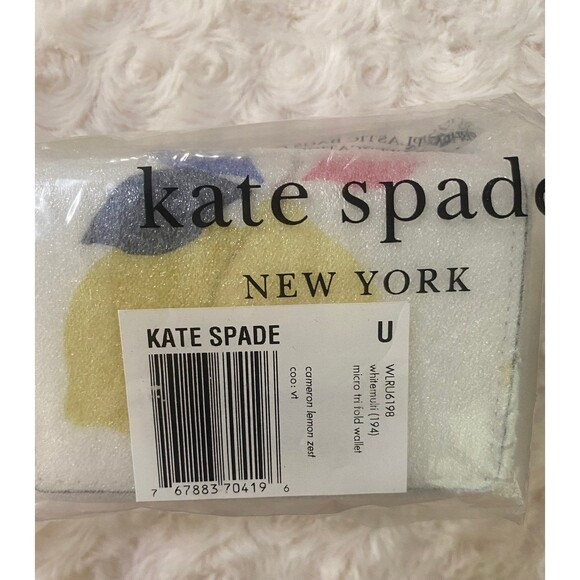 kate spade
NEW YORK
KATE SPADE U
WLRU6198
whitemulti (194)
micro tri fold wallet
cameron lemon zest
coo: vt
7 67883 70419 6